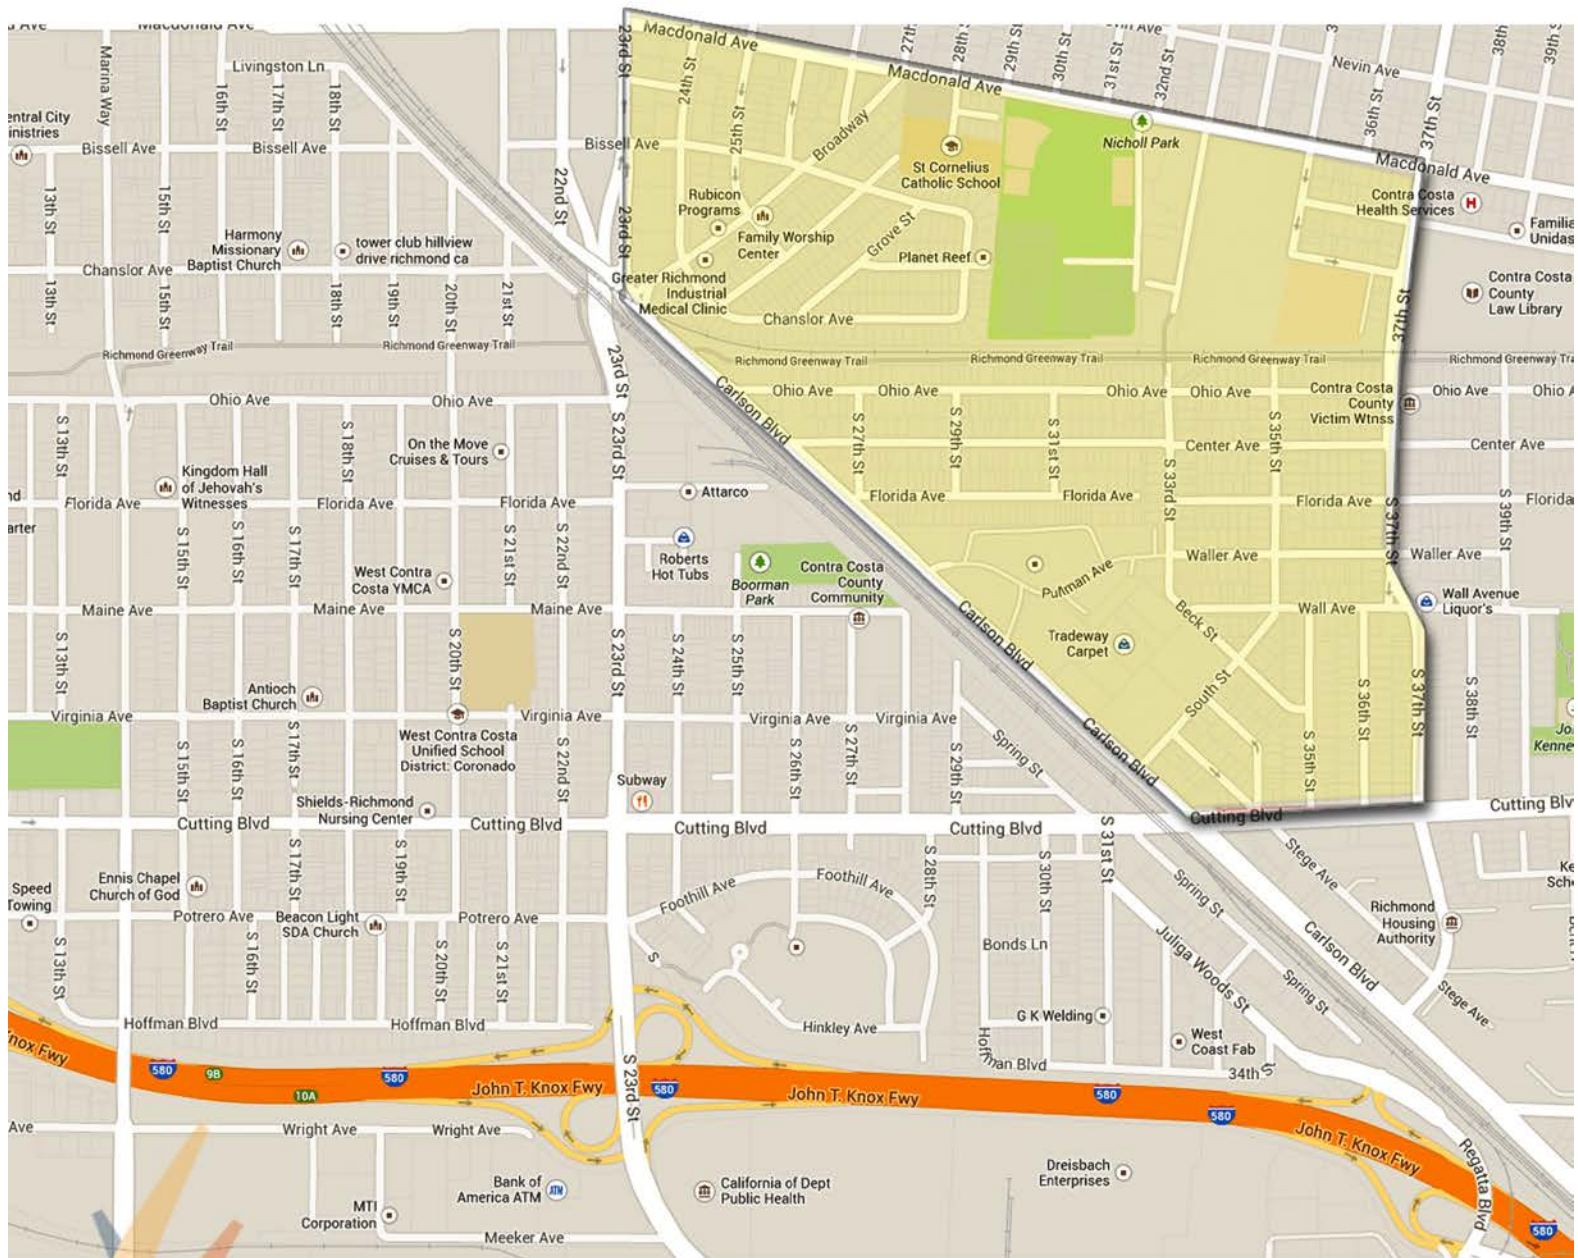 Macdonald Ave
Macdonald Ave
Macdonald Ave
Macdonald Ave
Nevin Ave
Marina Way
Livingston Ln
16th St
17th St
18th St
23rd St
24th St
25th St
27th
28th St
29th St
30th St
31st St
32nd St
36th St
37th St
38th
39th St
Bissell Ave
Bissell Ave
Bissell Ave
Broadway
St Cornelius
Catholic School
Nicholl Park
Contra Costa
Health Services
Familia
Unidas
13th St
15th St
22nd St
23rd St
Rubicon
Programs
Family Worship
Center
Grove St
Planet Reef
Harmony
Missionary
Baptist Church
tower club hillview
drive richmond ca
Chanslor Ave
13th St
15th St
18th St
19th St
20th St
21st St
Greater Richmond
Industrial
Medical Clinic
Chanslor Ave
Contra Costa
County
Law Library
37th St
Richmond Greenway Trail
Richmond Greenway Trail
Richmond Greenway Trail
Richmond Greenway Trail
Richmond Greenway Trail
23rd St
Ohio Ave
Ohio Ave
Ohio Ave
Ohio Ave
Ohio Ave
Ohio Ave
Ohio Ave
Carlson Blvd
Contra Costa
County
Victim Wtnss
S 13th St
S 18th St
S 23rd St
On the Move
Cruises & Tours
S 27th St
S 29th St
S 31st St
S 33rd St
S 35th St
Center Ave
Center Ave
Kingdom Hall
of Jehovah's
Witnesses
Attarco
Florida Ave
Florida Ave
Florida Ave
Florida Ave
Florida Ave
Florida Ave
Florida
S 15th St
S 16th St
S 17th St
S 21st St
S 22nd St
S 37th St
S 39th St
Roberts
Hot Tubs
Boorman
Park
Contra Costa
County
Community
West Contra
Costa YMCA
Pullman Ave
Waller Ave
Waller Ave
Maine Ave
Maine Ave
Maine Ave
Carlson Blvd
Beck St
Wall Ave
Wall Avenue
Liquor's
Tradeway
Carpet
S 13th St
S 20th St
S 23rd St
S 24th St
S 25th St
South St
S 36th St
S 37th St
S 38th St
Antioch
Baptist Church
Virginia Ave
Virginia Ave
Virginia Ave
Virginia Ave
West Contra Costa
Unified School
District: Coronado
S 15th St
S 16th St
S 17th St
S 22nd St
S 26th St
S 27th St
S 29th St
Spring St
Carlson Blvd
S 35th St
Subway
Shields-Richmond
Nursing Center
Cutting Blvd
Cutting Blvd
Cutting Blvd
Cutting Blvd
Cutting Blvd
Cutting Blv
Speed
Towing
Ennis Chapel
Church of God
S 17th St
S 19th St
Foothill Ave
Foothill Ave
S 28th St
S 30th St
S 31st St
Spring St
Stege Ave
Richmond
Housing
Authority
Potrero Ave
Beacon Light
SDA Church
Potrero Ave
S 13th St
S 16th St
S 20th St
S 21st St
S
Bonds Ln
Juliga Woods St
Carlson Blvd
Spring St
Stege Ave
Hoffman Blvd
Hoffman Blvd
Hinkley Ave
G K Welding
West
Coast Fab
Hoffman Blvd
34th
S
580
9B
10A
580
580
580
580
580
John T. Knox Fwy
John T. Knox Fwy
John T. Knox Fwy
S 23rd St
Wright Ave
Wright Ave
Regatta Blvd
Bank of
America ATM
ATM
California of Dept
Public Health
Dreisbach
Enterprises
MTI
Corporation
Meeker Ave